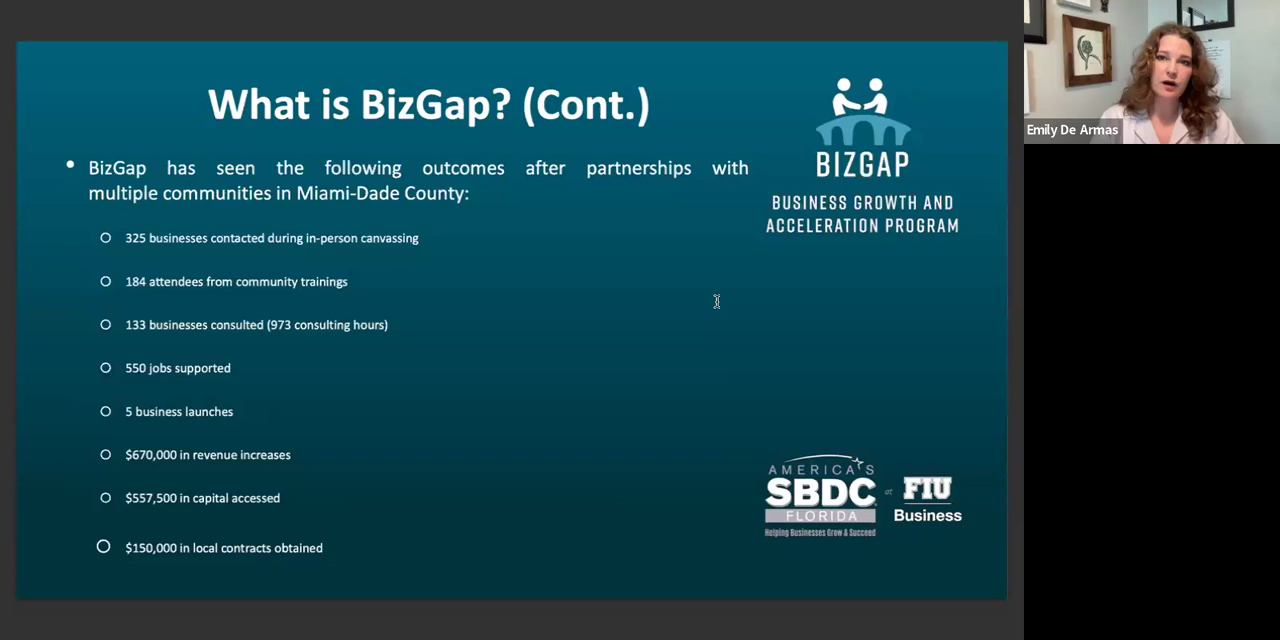 What is BizGap? (Cont.)
• BizGap has seen the following outcomes after partnerships with
multiple communities in Miami-Dade County:
325 businesses contacted during in-person canvassing
184 attendees from community trainings
133 businesses consulted (973 consulting hours)
550 jobs supported
5 business launches
$670,000 in revenue increases
$557,500 in capital accessed
$150,000 in local contracts obtained
BIZGAP
BUSINESS GROWTH AND
ACCELERATION PROGRAM
AMERICA'S
SBDC at FIU
FLORIDA Business
Helping Businesses Grow & Succeed
Emily De Armas